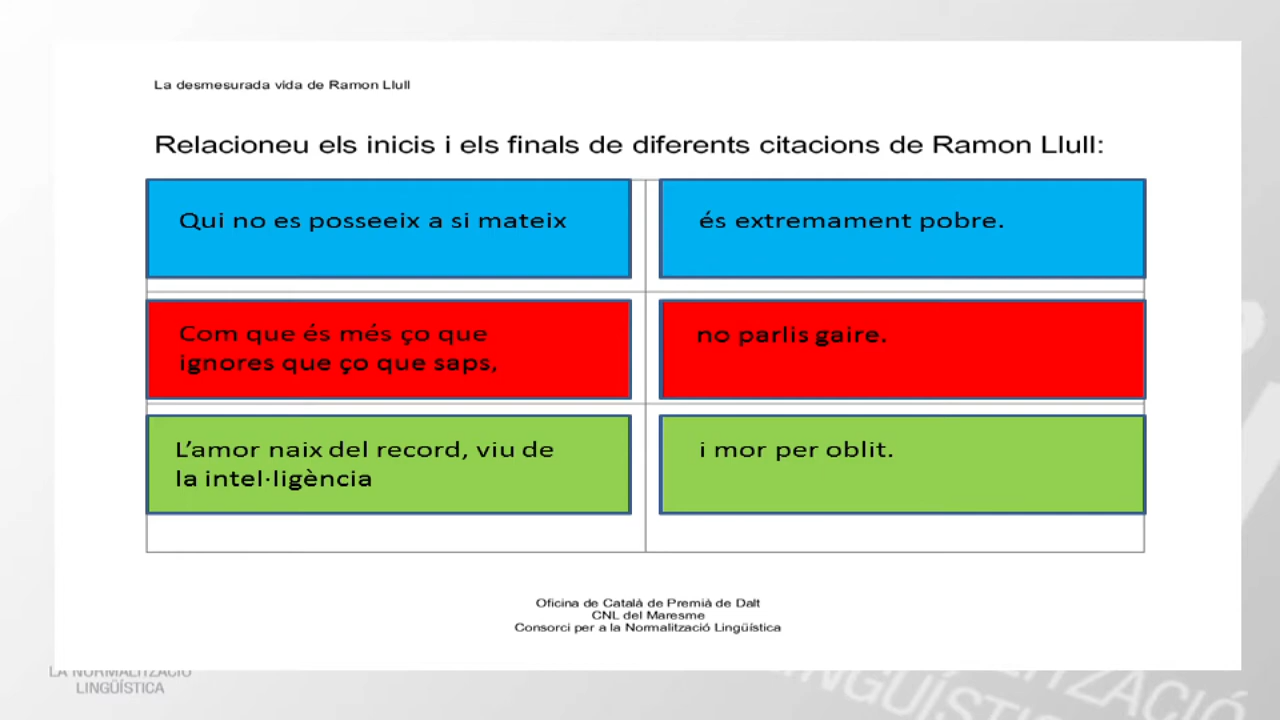 La desmesurada vida de Ramon Llull
Relacioneu els inicis i els finals de diferents citacions de Ramon Llull:
Qui no es posseeix a si mateix
és extremament pobre.
Com que és més ço que
ignores que ço que saps,
no parlis gaire.
L'amor naix del record, viu de
la intel·ligència
i mor per oblit.
Oficina de Català de Premià de Dalt
CNL del Maresme
Consorci per a la Normalització Lingüística
LA NORMALITZACIÓ
LINGÜÍSTICA